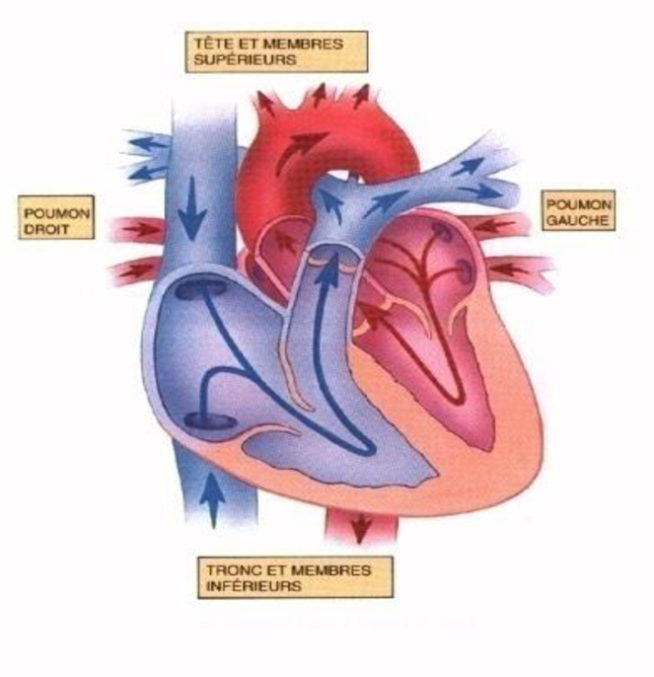 TÊTE ET MEMBRES
SUPÉRIEURS
POUMON
DROIT
POUMON
GAUCHE
TRONC ET MEMBRES
INFÉRIEURS